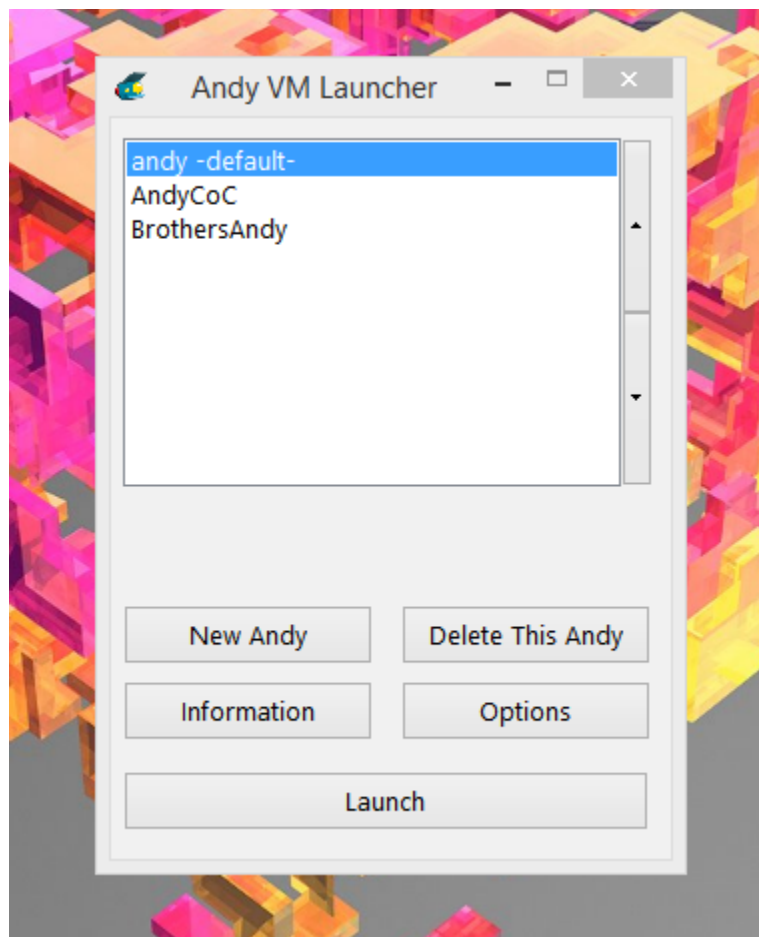 Andy VM Launcher
andy -default-
AndyCoC
BrothersAndy
New Andy
Delete This Andy
Information
Options
Launch